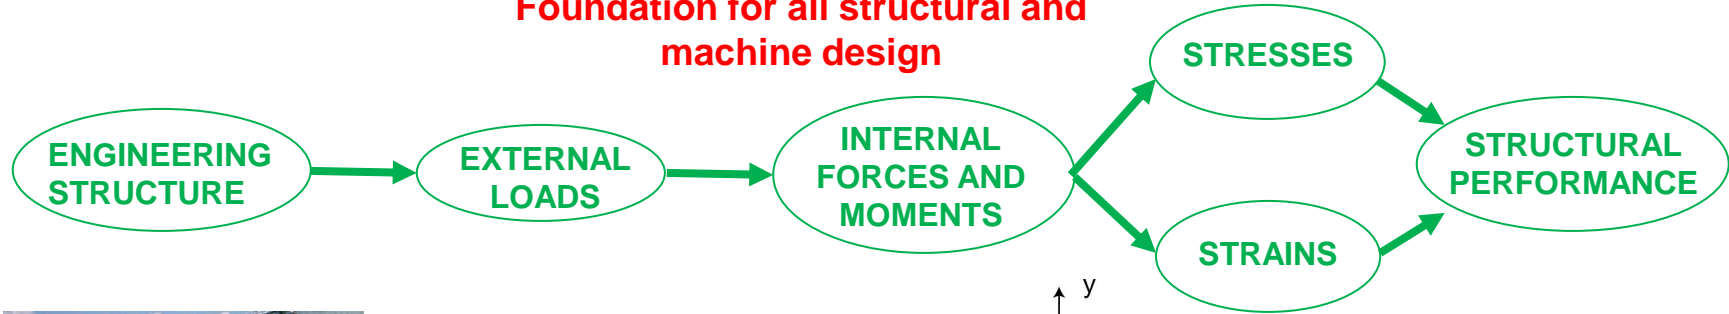 Foundation for all structural and
machine design
ENGINEERING
STRUCTURE
EXTERNAL
LOADS
INTERNAL
FORCES AND
MOMENTS
STRESSES
STRAINS
STRUCTURAL
PERFORMANCE
y